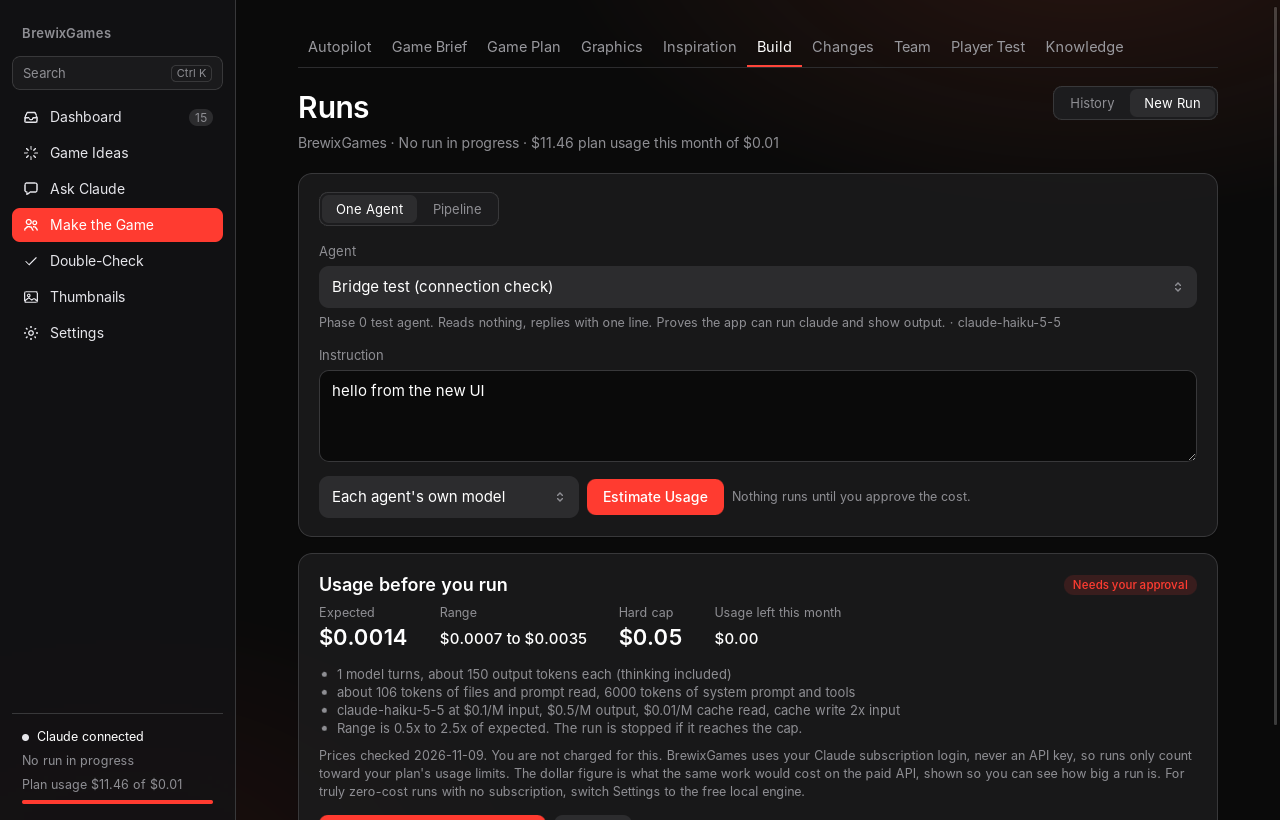 BrewixGames
Search
Ctrl K
Dashboard
15
Game Ideas
Ask Claude
Make the Game
Double-Check
Thumbnails
Settings
Claude connected
No run in progress
Plan usage $11.46 of $0.01
Autopilot
Game Brief
Game Plan
Graphics
Inspiration
Build
Changes
Team
Player Test
Knowledge
Runs
History
New Run
BrewixGames · No run in progress · $11.46 plan usage this month of $0.01
One Agent
Pipeline
Agent
Bridge test (connection check)
Phase 0 test agent. Reads nothing, replies with one line. Proves the app can run claude and show output. · claude-haiku-5-5
Instruction
hello from the new UI
Each agent's own model
Estimate Usage
Nothing runs until you approve the cost.
Usage before you run
Needs your approval
Expected
Range
Hard cap
Usage left this month
$0.0014
$0.0007 to $0.0035
$0.05
$0.00
• 1 model turns, about 150 output tokens each (thinking included)
• about 106 tokens of files and prompt read, 6000 tokens of system prompt and tools
• claude-haiku-5-5 at $0.1/M input, $0.5/M output, $0.01/M cache read, cache write 2x input
• Range is 0.5x to 2.5x of expected. The run is stopped if it reaches the cap.
Prices checked 2026-11-09. You are not charged for this. BrewixGames uses your Claude subscription login, never an API key, so runs only count
toward your plan's usage limits. The dollar figure is what the same work would cost on the paid API, shown so you can see how big a run is. For
truly zero-cost runs with no subscription, switch Settings to the free local engine.